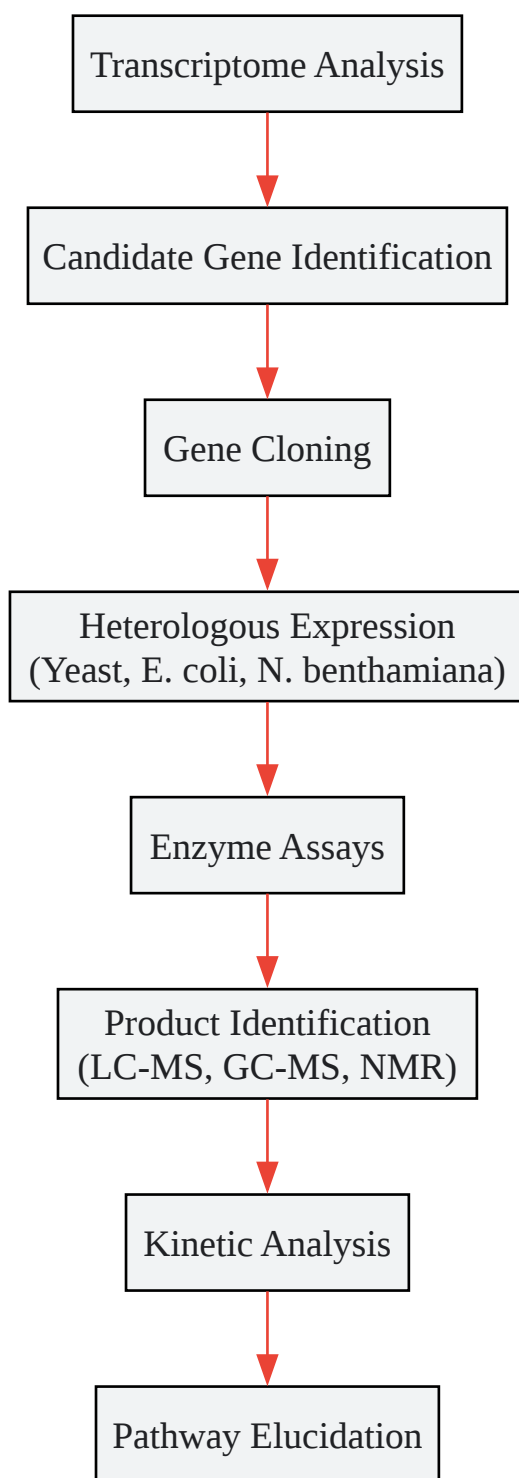 Transcriptome Analysis
Candidate Gene Identification
Gene Cloning
Heterologous Expression
(Yeast, E. coli, N. benthamiana)
Enzyme Assays
Product Identification
(LC-MS, GC-MS, NMR)
Kinetic Analysis
Pathway Elucidation